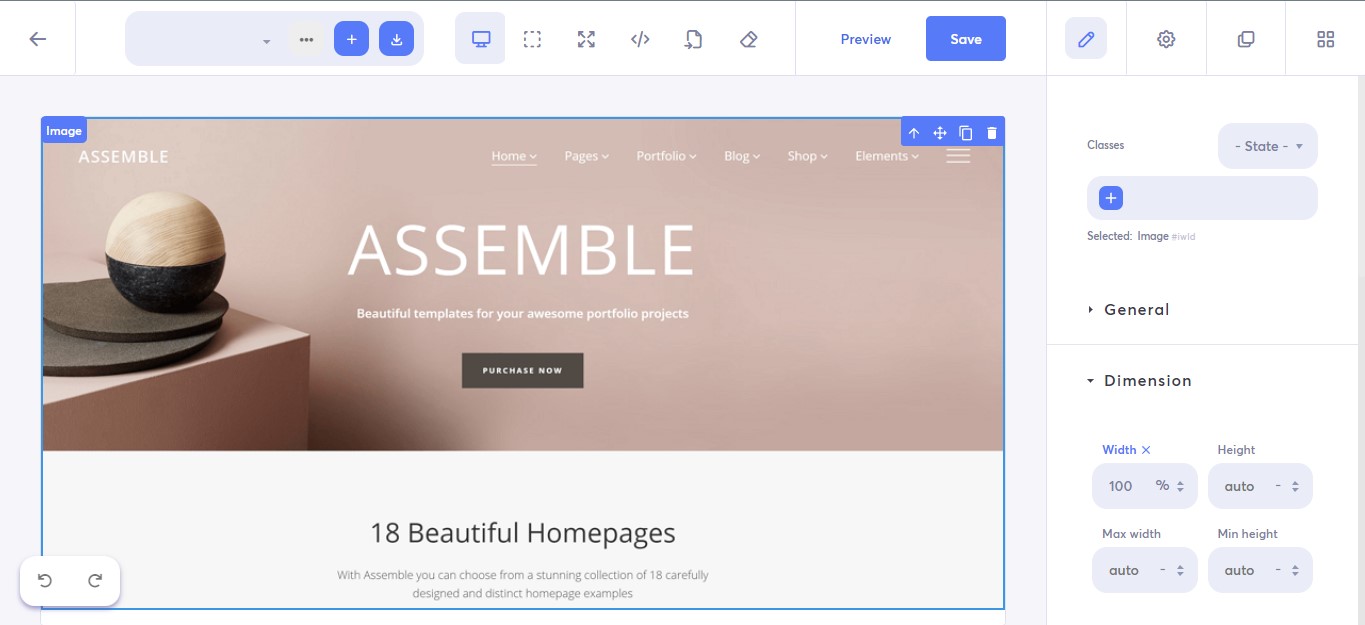 Preview
Save
Image
ASSEMBLE
Home
Pages
Portfolio
Blog
Shop
Elements
ASSEMBLE
Beautiful templates for your awesome portfolio projects
PURCHASE NOW
18 Beautiful Homepages
With Assemble you can choose from a stunning collection of 18 carefully
designed and distinct homepage examples
Classes
- State -
Selected: Image #iwld
General
Dimension
Width
Height
100 %
auto -
Max width
Min height
auto -
auto -